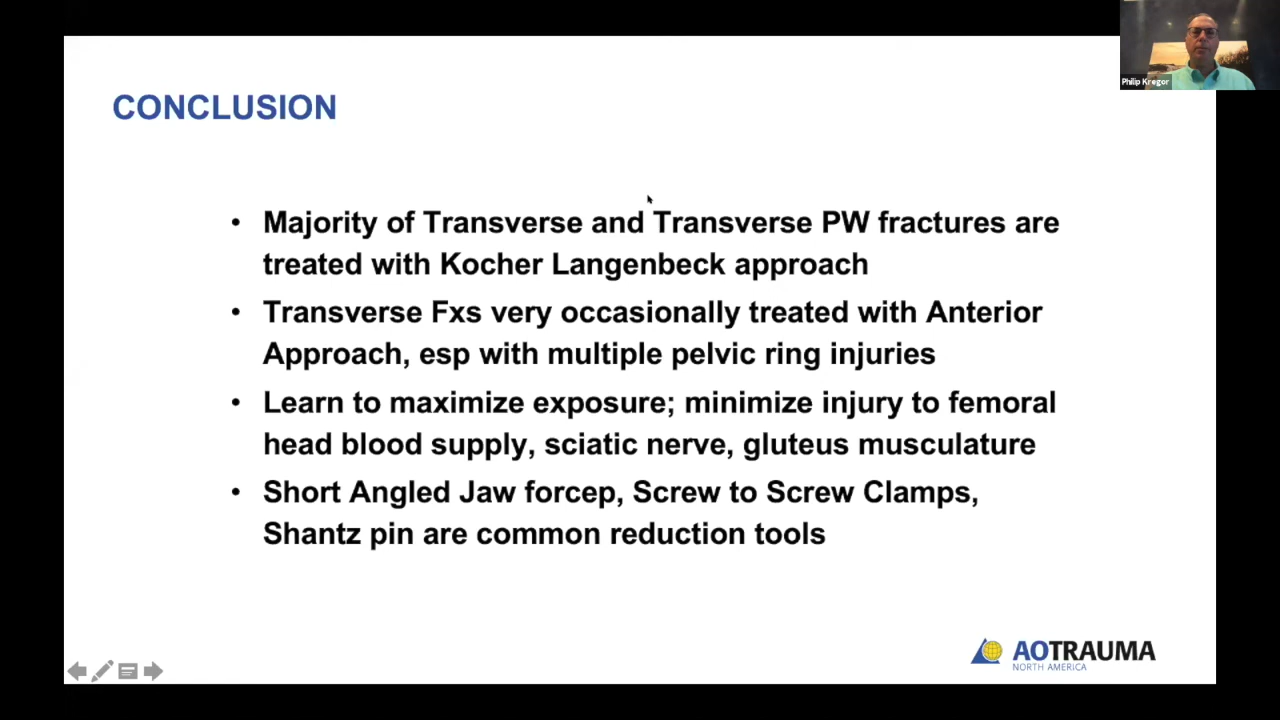 Philip Kregor
CONCLUSION
• Majority of Transverse and Transverse PW fractures are
treated with Kocher Langenbeck approach
• Transverse Fxs very occasionally treated with Anterior
Approach, esp with multiple pelvic ring injuries
• Learn to maximize exposure; minimize injury to femoral
head blood supply, sciatic nerve, gluteus musculature
• Short Angled Jaw forcep, Screw to Screw Clamps,
Shantz pin are common reduction tools
AOTRAUMA
NORTH AMERICA